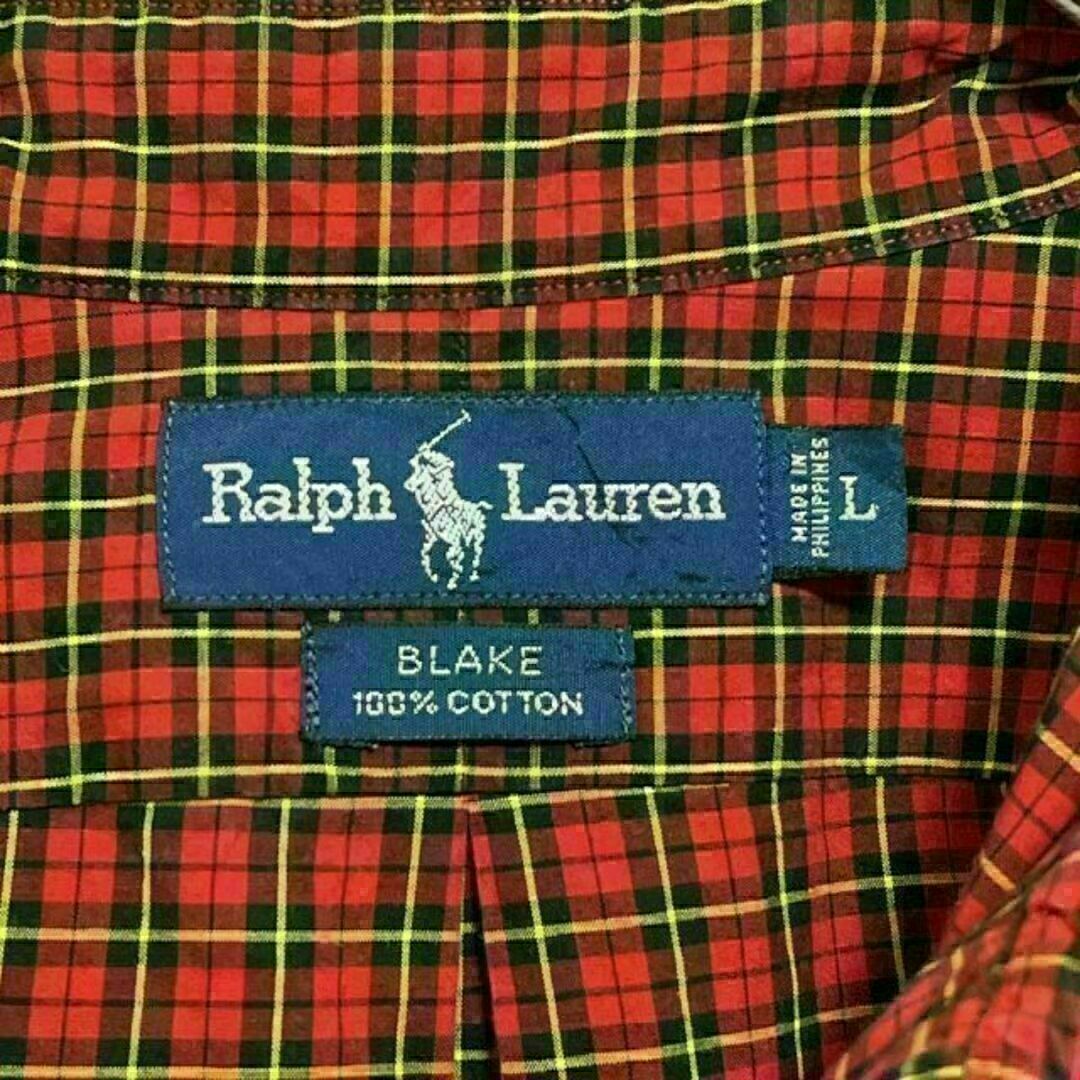 Ralph Lauren
MADE IN
PHILIPPINES
L
BLAKE
100% COTTON